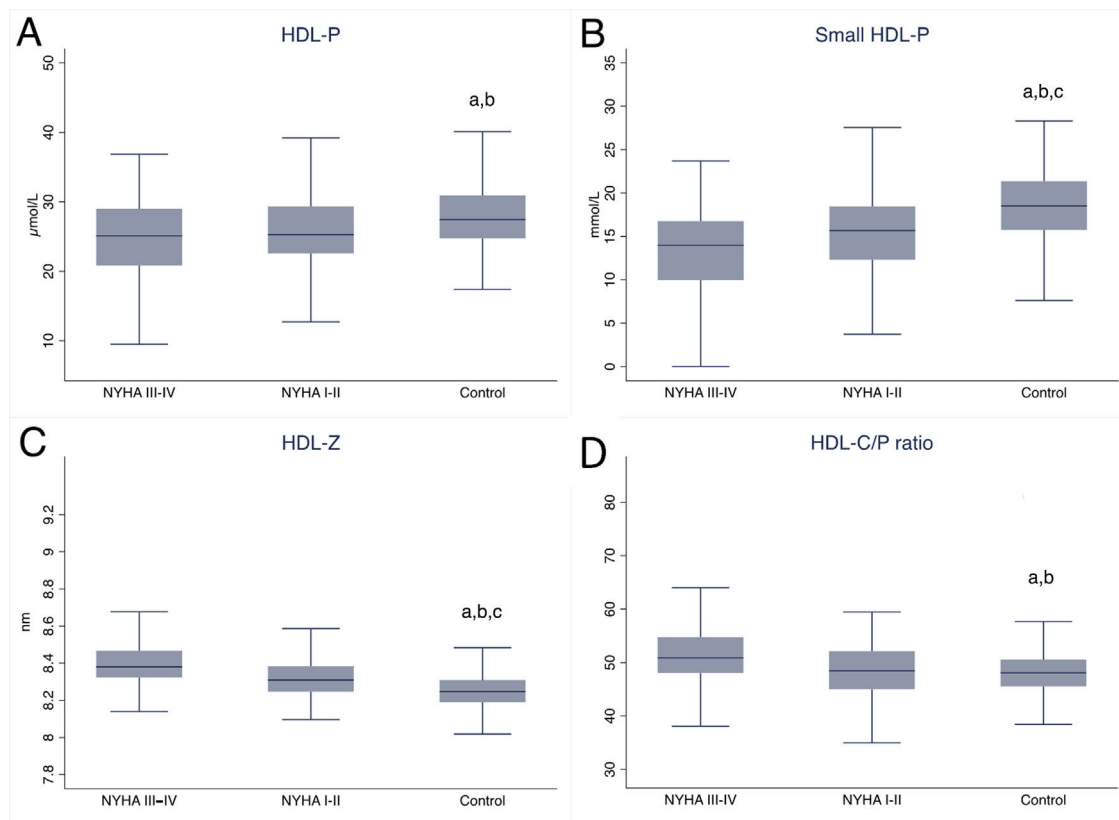 A
HDL-P
50
40
30
20
10
µmol/L
a,b
NYHA III-IV
NYHA I-II
Control
B
Small HDL-P
35
30
25
20
15
10
5
0
mmol/L
a,b,c
NYHA III-IV
NYHA I-II
Control
C
HDL-Z
9.2
9
8.8
8.6
8.4
8.2
8
7.8
nm
a,b,c
NYHA III–IV
NYHA I-II
Control
D
HDL-C/P ratio
80
70
60
50
40
30
a,b
NYHA III-IV
NYHA I-II
Control